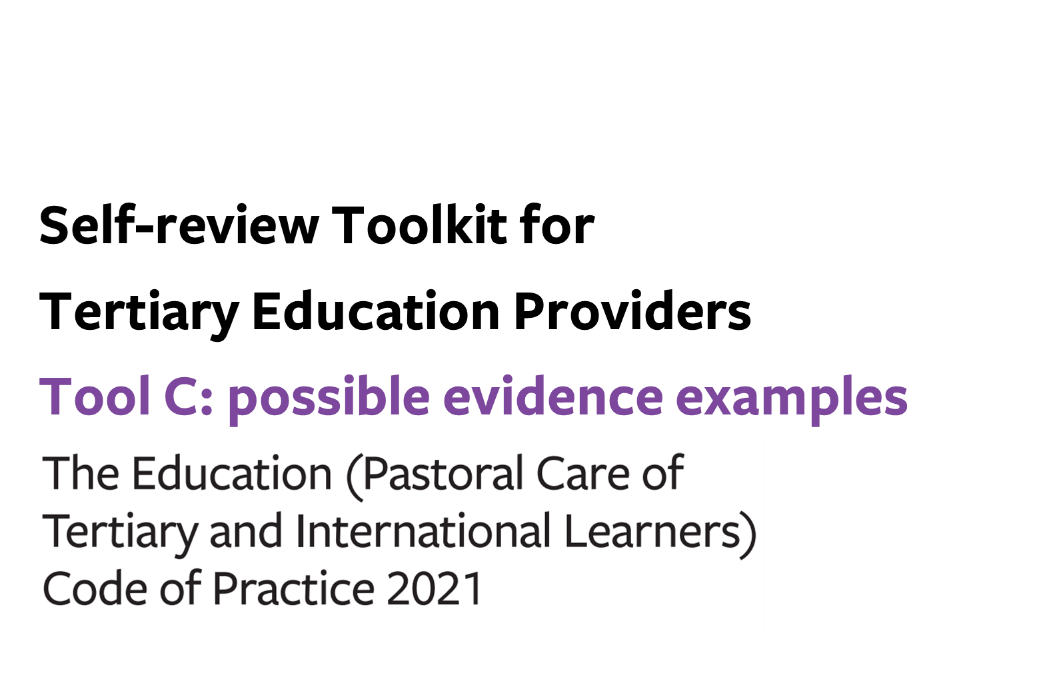 Self-review Toolkit for
Tertiary Education Providers
Tool C: possible evidence examples
The Education (Pastoral Care of
Tertiary and International Learners)
Code of Practice 2021